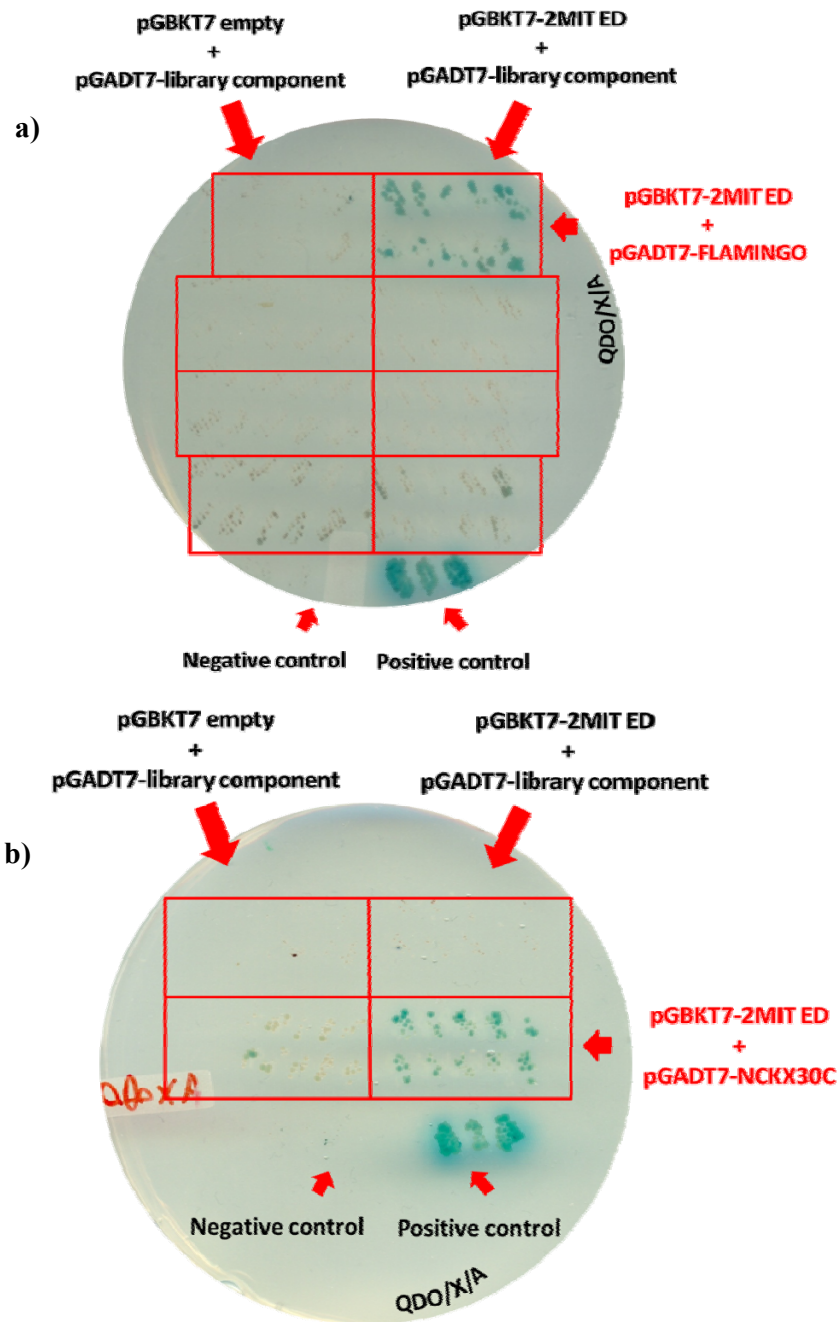 pGBKT7 empty
+
pGADT7-library component
pGBKT7-2MIT ED
+
pGADT7-library component
a)
pGBKT7-2MIT ED
+
pGADT7-FLAMINGO
QDO/X/A
Negative control
Positive control
pGBKT7 empty
+
pGADT7-library component
pGBKT7-2MIT ED
+
pGADT7-library component
b)
pGBKT7-2MIT ED
+
pGADT7-NCKX30C
QDO X A
Negative control
Positive control
QDO/X/A